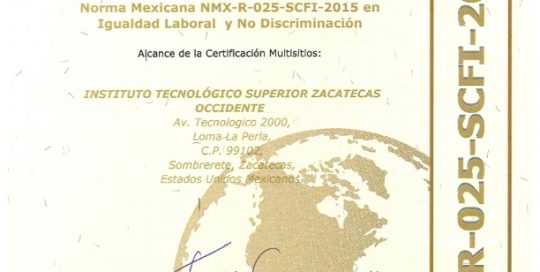 Norma Mexicana NMX-R-025-SCFI-2015 en
Igualdad Laboral y No Discriminación
Alcance de la Certificación Multisitios:
INSTITUTO TECNOLÓGICO SUPERIOR ZACATECAS
OCCIDENTE
Av. Tecnologico 2000,
Loma La Perla,
C.P. 99102,
Sombrerete, Zacatecas,
Estados Unidos Mexicanos.
R-025-SCFI-20